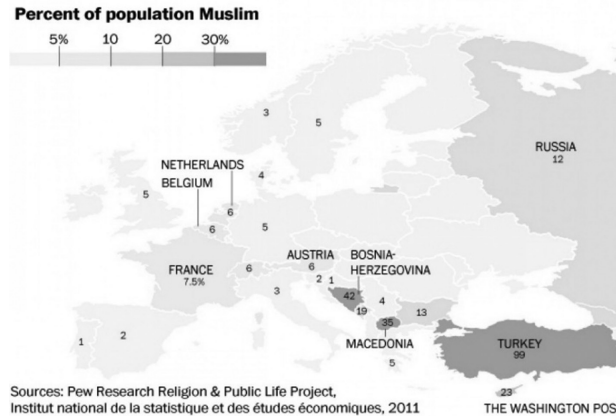 Percent of population Muslim
5% 10 20 30%
3
5
RUSSIA
12
NETHERLANDS
BELGIUM
4
5
6
6
5
AUSTRIA
6
BOSNIA-
HERZEGOVINA
FRANCE
7.5%
6
2
1
3
42
4
19
13
35
MACEDONIA
1
2
5
TURKEY
99
23
Sources: Pew Research Religion & Public Life Project,
Institut national de la statistique et des études économiques, 2011
THE WASHINGTON POS